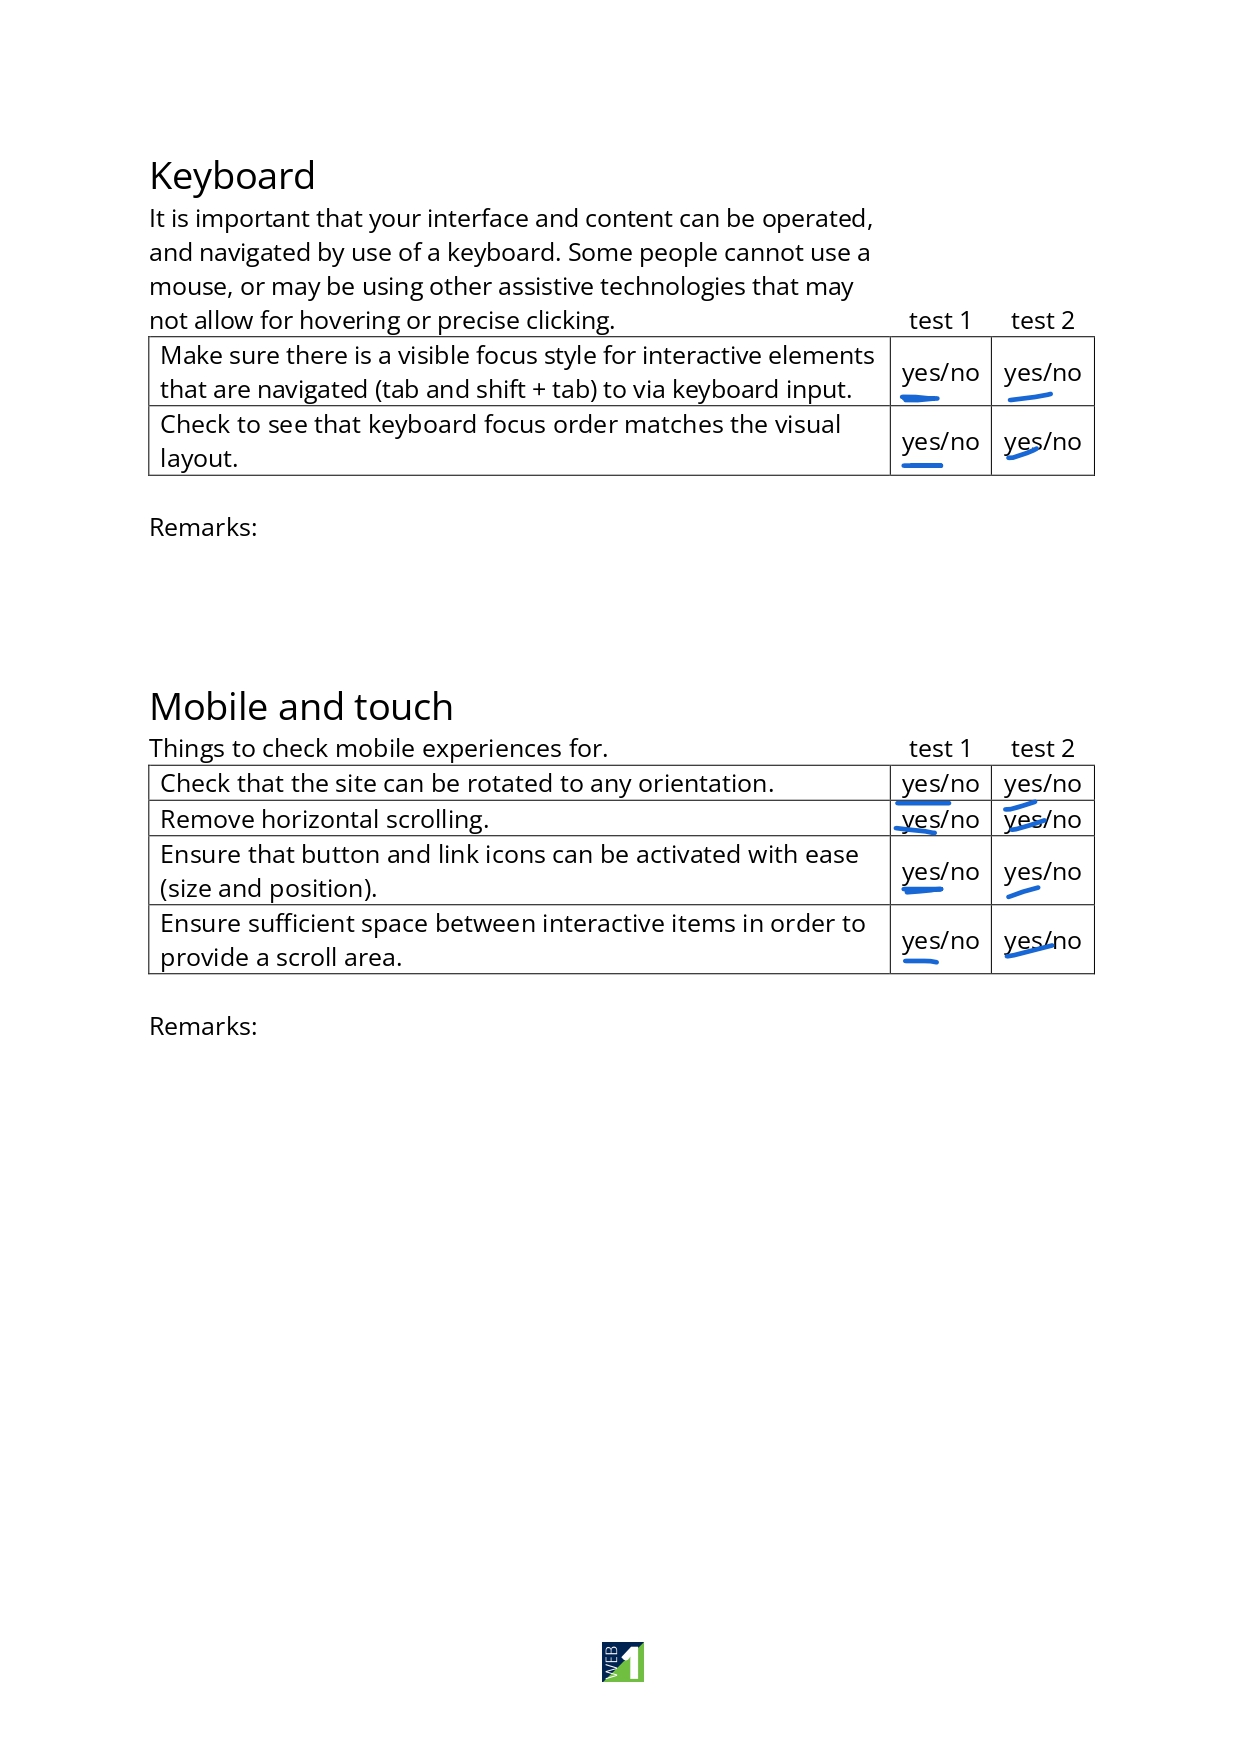 Keyboard
It is important that your interface and content can be operated,
and navigated by use of a keyboard. Some people cannot use a
mouse, or may be using other assistive technologies that may
not allow for hovering or precise clicking. test 1 test 2
Make sure there is a visible focus style for interactive elements
that are navigated (tab and shift + tab) to via keyboard input.
yes/no yes/no
Check to see that keyboard focus order matches the visual
layout.
yes/no yes/no
Remarks:
Mobile and touch
Things to check mobile experiences for. test 1 test 2
Check that the site can be rotated to any orientation. yes/no yes/no
Remove horizontal scrolling. yes/no yes/no
Ensure that button and link icons can be activated with ease
(size and position).
yes/no yes/no
Ensure sufficient space between interactive items in order to
provide a scroll area.
yes/no yes/no
Remarks:
WEB 1